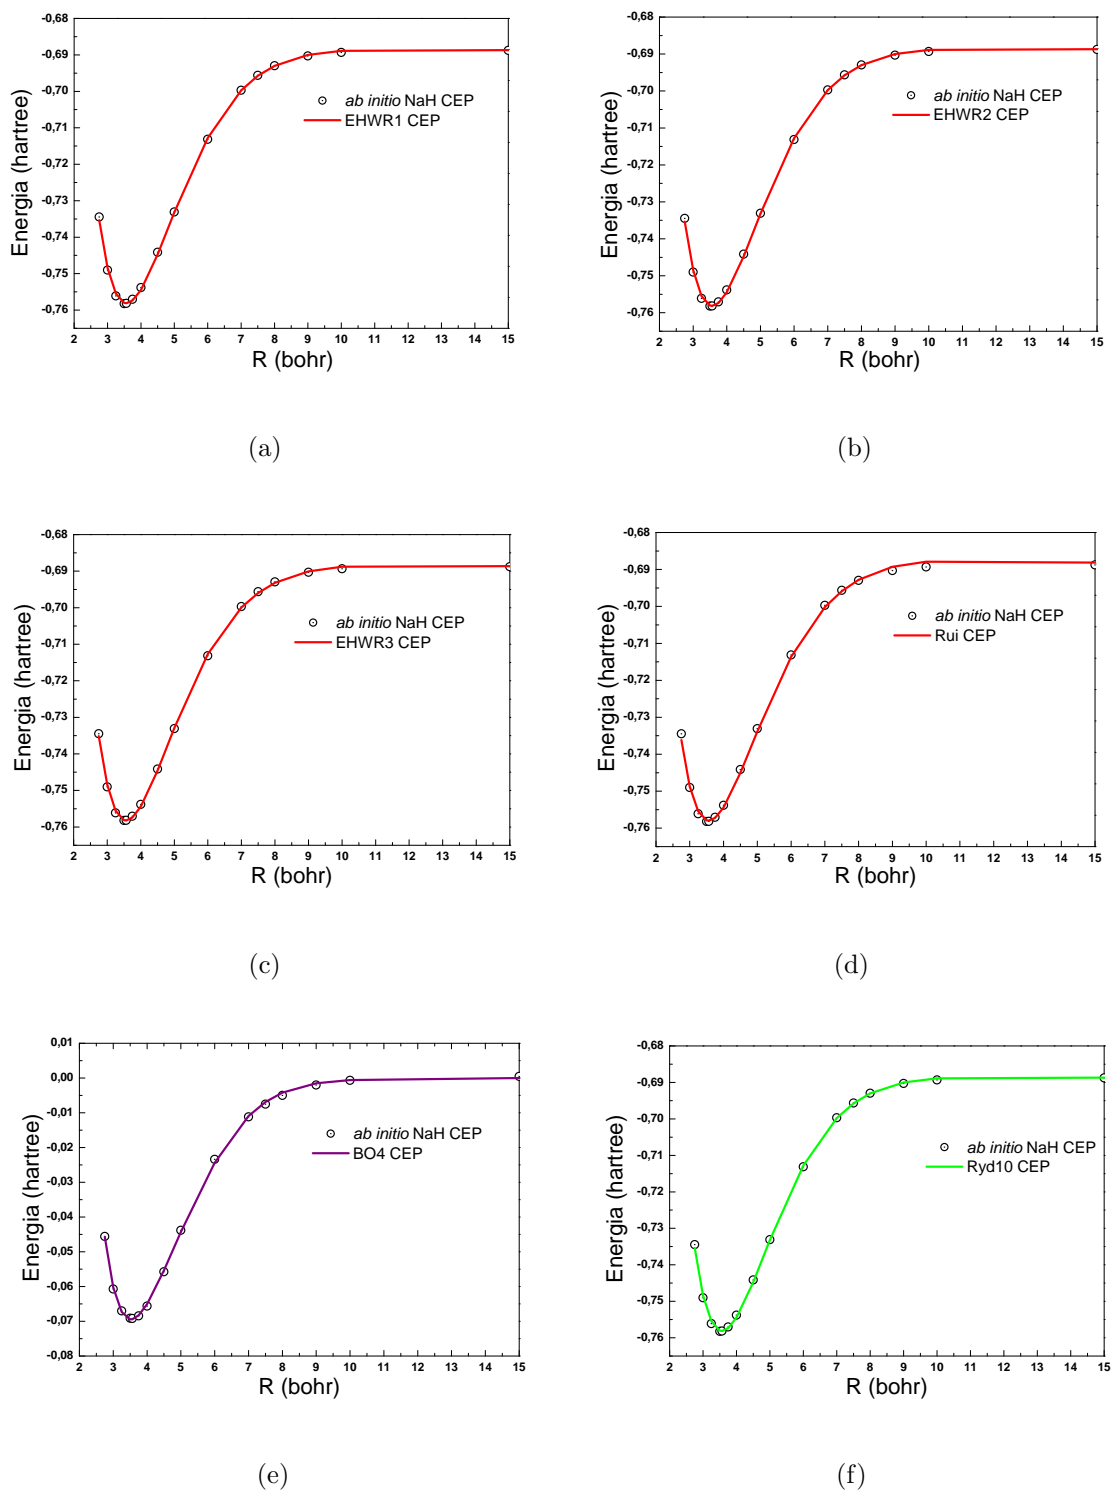 -0,68
-0,69
-0,70
-0,71
-0,72
-0,73
-0,74
-0,75
-0,76
Energia (hartree)
ab initio NaH CEP
EHWR1 CEP
2 3 4 5 6 7 8 9 10 11 12 13 14 15
R (bohr)
(a)
-0,68
-0,69
-0,70
-0,71
-0,72
-0,73
-0,74
-0,75
-0,76
Energia (hartree)
ab initio NaH CEP
EHWR2 CEP
2 3 4 5 6 7 8 9 10 11 12 13 14 15
R (bohr)
(b)
-0,68
-0,69
-0,70
-0,71
-0,72
-0,73
-0,74
-0,75
-0,76
Energia (hartree)
ab initio NaH CEP
EHWR3 CEP
2 3 4 5 6 7 8 9 10 11 12 13 14 15
R (bohr)
(c)
-0,68
-0,69
-0,70
-0,71
-0,72
-0,73
-0,74
-0,75
-0,76
Energia (hartree)
ab initio NaH CEP
Rui CEP
2 3 4 5 6 7 8 9 10 11 12 13 14 15
R (bohr)
(d)
0,01
0,00
-0,01
-0,02
-0,03
-0,04
-0,05
-0,06
-0,07
-0,08
Energia (hartree)
ab initio NaH CEP
BO4 CEP
2 3 4 5 6 7 8 9 10 11 12 13 14 15
R (bohr)
(e)
-0,68
-0,69
-0,70
-0,71
-0,72
-0,73
-0,74
-0,75
-0,76
Energia (hartree)
ab initio NaH CEP
Ryd10 CEP
2 3 4 5 6 7 8 9 10 11 12 13 14 15
R (bohr)
(f)